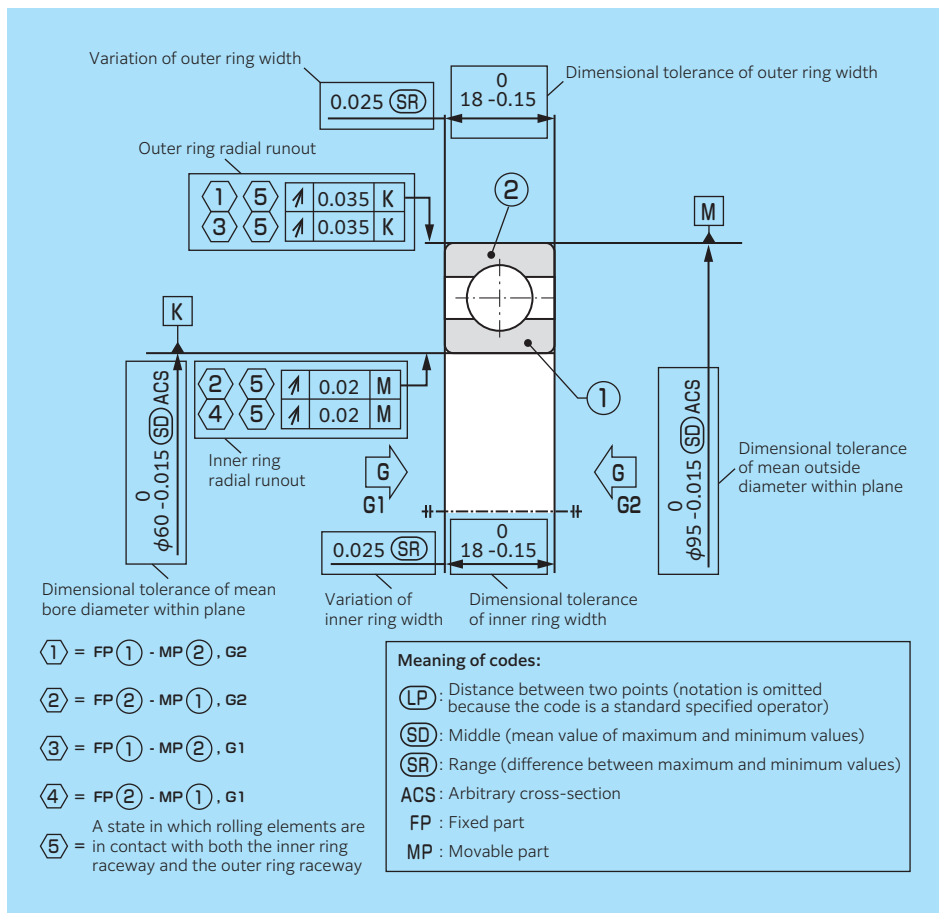 Variation of outer ring width
0.025 SR
0
18 -0.15
Dimensional tolerance of outer ring width
Outer ring radial runout
1 5 0.035 K
3 5 0.035 K
2
M
K
2 5 0.02 M
4 5 0.02 M
Inner ring
radial runout
1
0
ϕ60 -0.015 SD ACS
0
ϕ95 -0.015 SD ACS
Dimensional tolerance
of mean outside
diameter within plane
G
G1
G
G2
0.025 SR
0
18 -0.15
Dimensional tolerance of mean
bore diameter within plane
Variation of
inner ring width
Dimensional tolerance
of inner ring width
1 = FP 1 - MP 2 , G2
2 = FP 2 - MP 1 , G2
3 = FP 1 - MP 2 , G1
4 = FP 2 - MP 1 , G1
5 = A state in which rolling elements are
in contact with both the inner ring
raceway and the outer ring raceway
Meaning of codes:
LP : Distance between two points (notation is omitted
because the code is a standard specified operator)
SD : Middle (mean value of maximum and minimum values)
SR : Range (difference between maximum and minimum values)
ACS : Arbitrary cross-section
FP : Fixed part
MP : Movable part